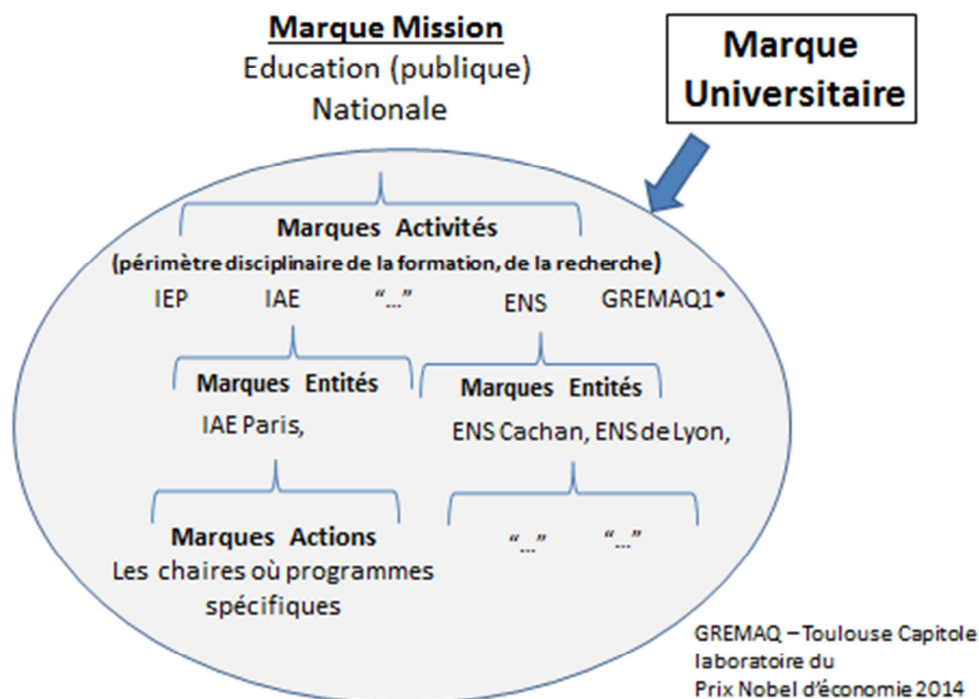 Marque Mission
Education (publique)
Nationale
Marque
Universitaire
Marques Activités
(périmètre disciplinaire de la formation, de la recherche)
IEP IAE “...” ENS GREMAQ1*
Marques Entités
IAE Paris,
Marques Entités
ENS Cachan, ENS de Lyon,
Marques Actions
Les chaires où programmes
spécifiques
“...” “...”
GREMAQ – Toulouse Capitole
laboratoire du
Prix Nobel d'économie 2014